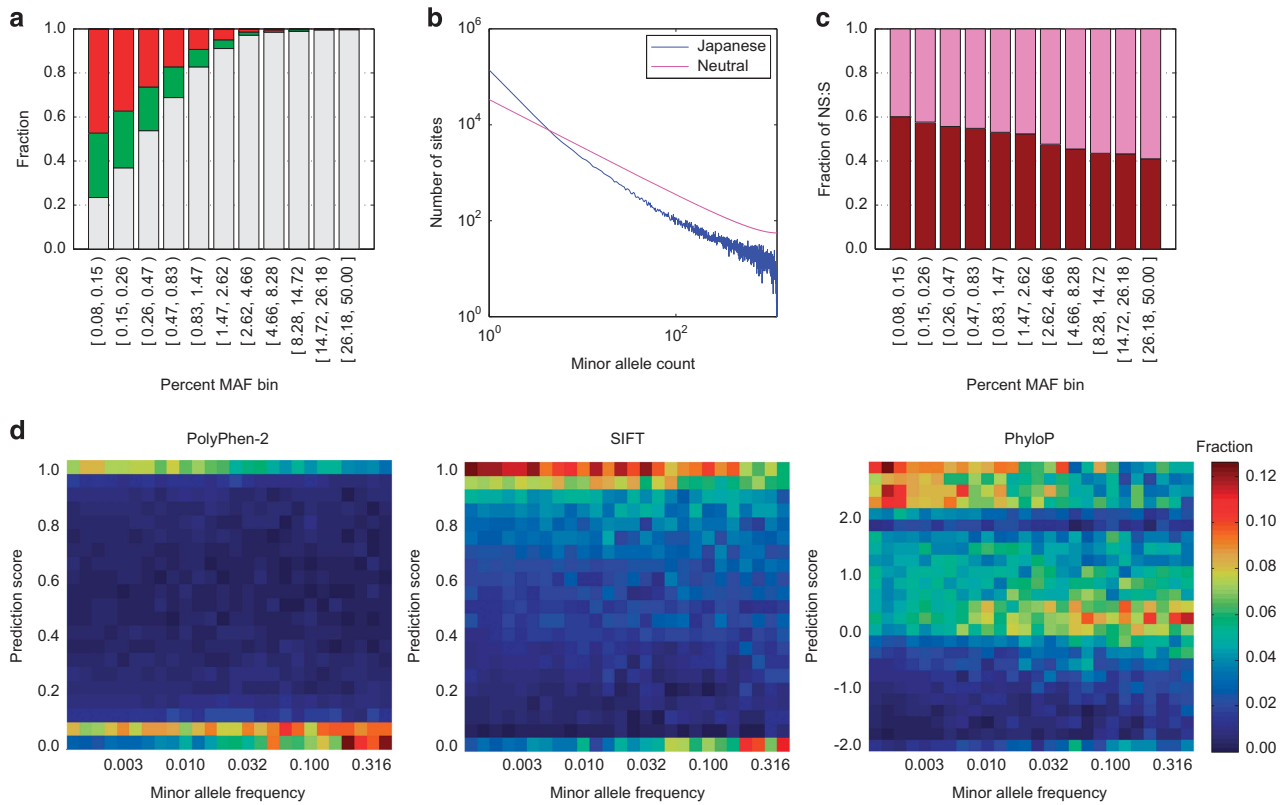 a
1.0
0.8
0.6
0.4
0.2
0.0
Fraction
[ 0.08, 0.15 )
[ 0.15, 0.26 )
[ 0.26, 0.47 )
[ 0.47, 0.83 )
[ 0.83, 1.47 )
[ 1.47, 2.62 )
[ 2.62, 4.66 )
[ 4.66, 8.28 )
[ 8.28, 14.72 )
[ 14.72, 26.18 )
[ 26.18, 50.00 ]
Percent MAF bin
b
10^6
10^4
10^2
10^0
Number of sites
Japanese
Neutral
10^0
10^2
Minor allele count
c
1.0
0.8
0.6
0.4
0.2
0.0
Fraction of NS:S
[ 0.08, 0.15 )
[ 0.15, 0.26 )
[ 0.26, 0.47 )
[ 0.47, 0.83 )
[ 0.83, 1.47 )
[ 1.47, 2.62 )
[ 2.62, 4.66 )
[ 4.66, 8.28 )
[ 8.28, 14.72 )
[ 14.72, 26.18 )
[ 26.18, 50.00 ]
Percent MAF bin
d
PolyPhen-2
1.0
0.8
0.6
0.4
0.2
0.0
Prediction score
0.003
0.010
0.032
0.100
0.316
Minor allele frequency
SIFT
1.0
0.8
0.6
0.4
0.2
0.0
Prediction score
0.003
0.010
0.032
0.100
0.316
Minor allele frequency
PhyloP
2.0
1.0
0.0
-1.0
-2.0
Prediction score
0.003
0.010
0.032
0.100
0.316
Minor allele frequency
Fraction
0.12
0.10
0.08
0.06
0.04
0.02
0.00